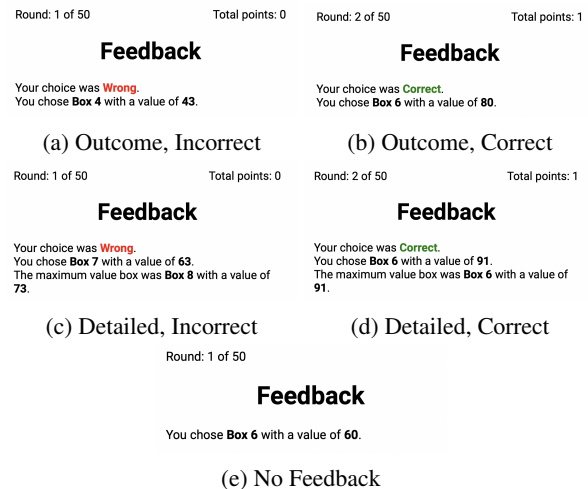 Round: 1 of 50 Total points: 0
Feedback
Your choice was Wrong.
You chose Box 4 with a value of 43.
(a) Outcome, Incorrect
Round: 2 of 50 Total points: 1
Feedback
Your choice was Correct.
You chose Box 6 with a value of 80.
(b) Outcome, Correct
Round: 1 of 50 Total points: 0
Feedback
Your choice was Wrong.
You chose Box 7 with a value of 63.
The maximum value box was Box 8 with a value of
73.
(c) Detailed, Incorrect
Round: 2 of 50 Total points: 1
Feedback
Your choice was Correct.
You chose Box 6 with a value of 91.
The maximum value box was Box 6 with a value of
91.
(d) Detailed, Correct
Round: 1 of 50
Feedback
You chose Box 6 with a value of 60.
(e) No Feedback